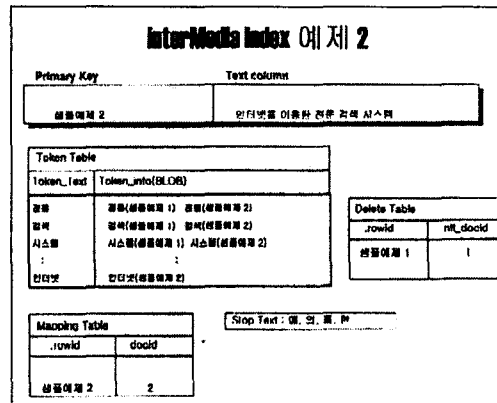 interMedia Index 예제 2
Primary Key Text column
샘플예제 2 인터넷을 이용한 전문 검색 시스템
Token Table
Token_Text Token_info(BLOB)
검색 검색(샘플예제 1) 검색(샘플예제 2)
시스템 시스템(샘플예제 1) 시스템(샘플예제 2)
: :
인터넷 인터넷(샘플예제 2)
Delete Table
.rowid nlt_docid
샘플예제 1 1
Mapping Table
.rowid docid
샘플예제 2 2
Stop Text :